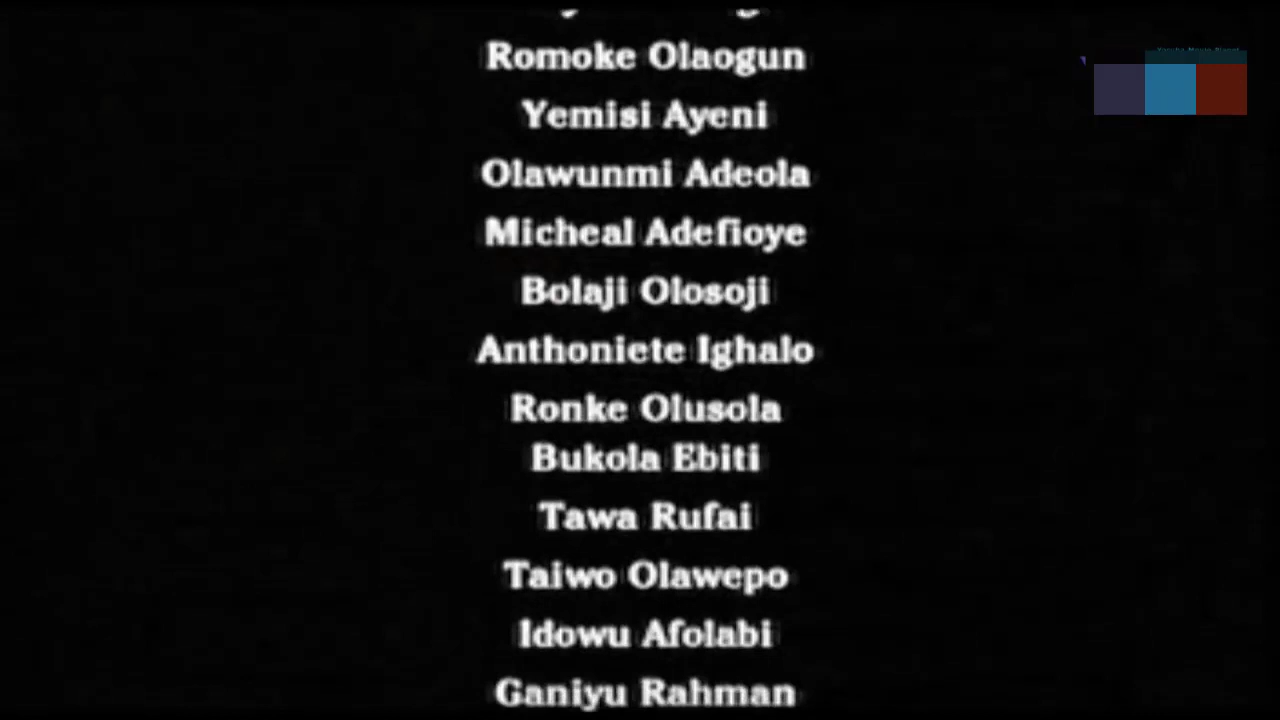 Romoke Olaogun
Yemisi Ayeni
Olawunmi Adeola
Micheal Adefioye
Bolaji Olosoji
Anthoniete Ighalo
Ronke Olusola
Bukola Ebiti
Tawa Rufai
Taiwo Olawepo
Idowu Afolabi
Ganiyu Rahman